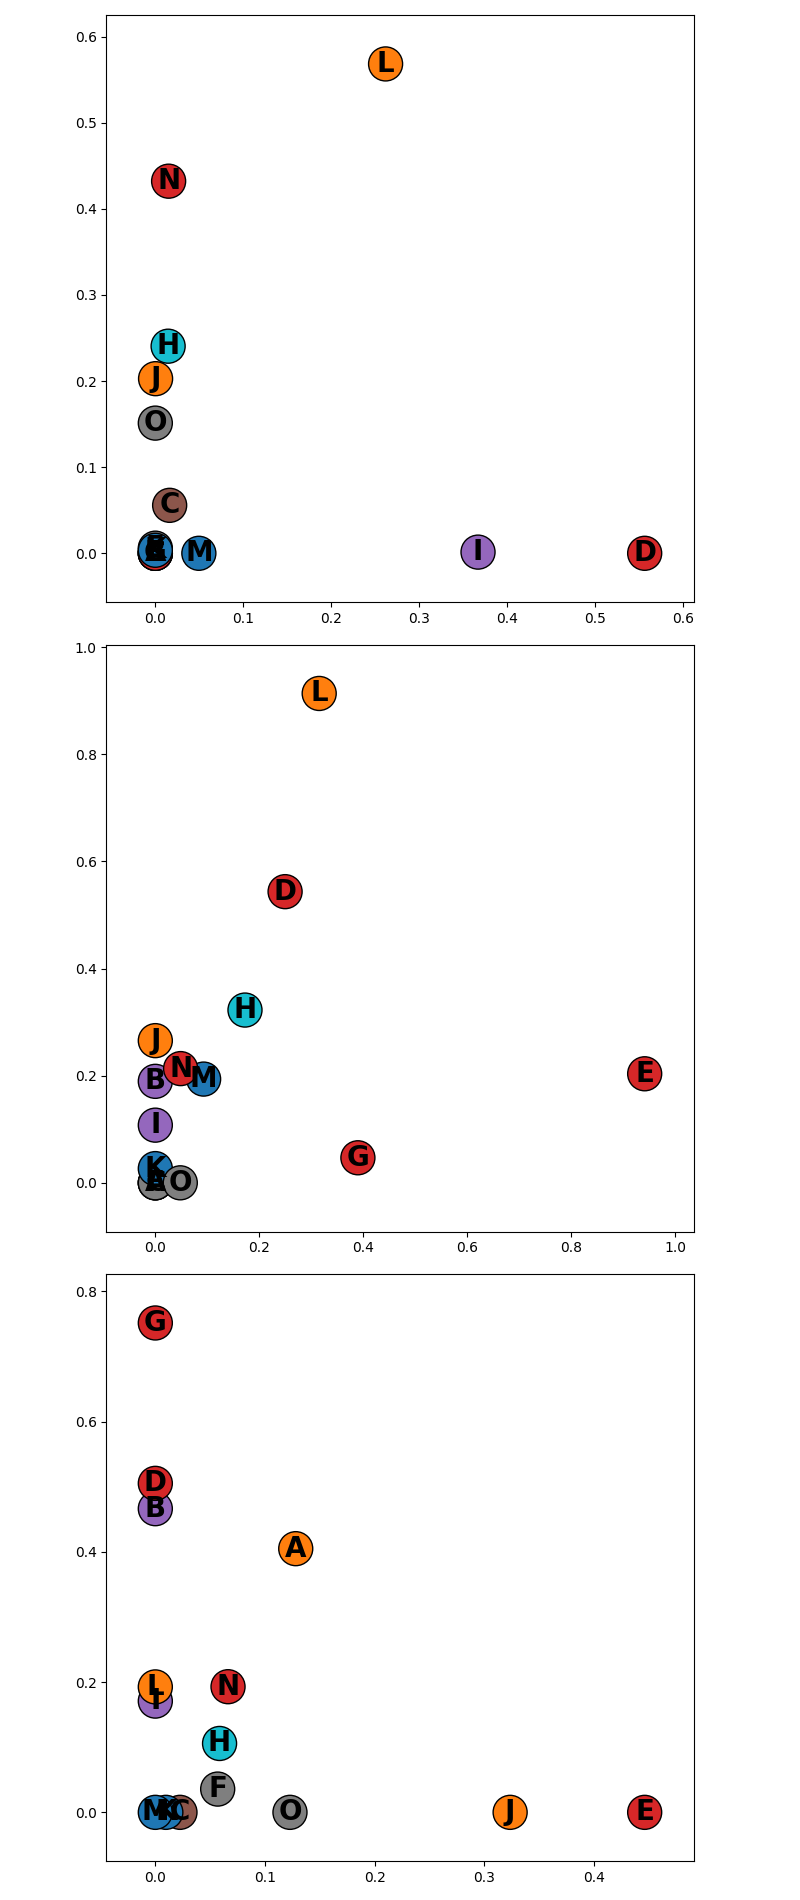 0.6
L
0.5
N
0.4
0.3
H
0.2
J
O
0.1
C
0.0 M I D
0.0 0.1 0.2 0.3 0.4 0.5 0.6
1.0
L
0.8
0.6
D
0.4
H
J
0.2 B N M E
I
K G
0.0 O
0.0 0.2 0.4 0.6 0.8 1.0
0.8
G
0.6
D
B
0.4 A
0.2 L N
I
H
F
0.0 M K C O J E
0.0 0.1 0.2 0.3 0.4